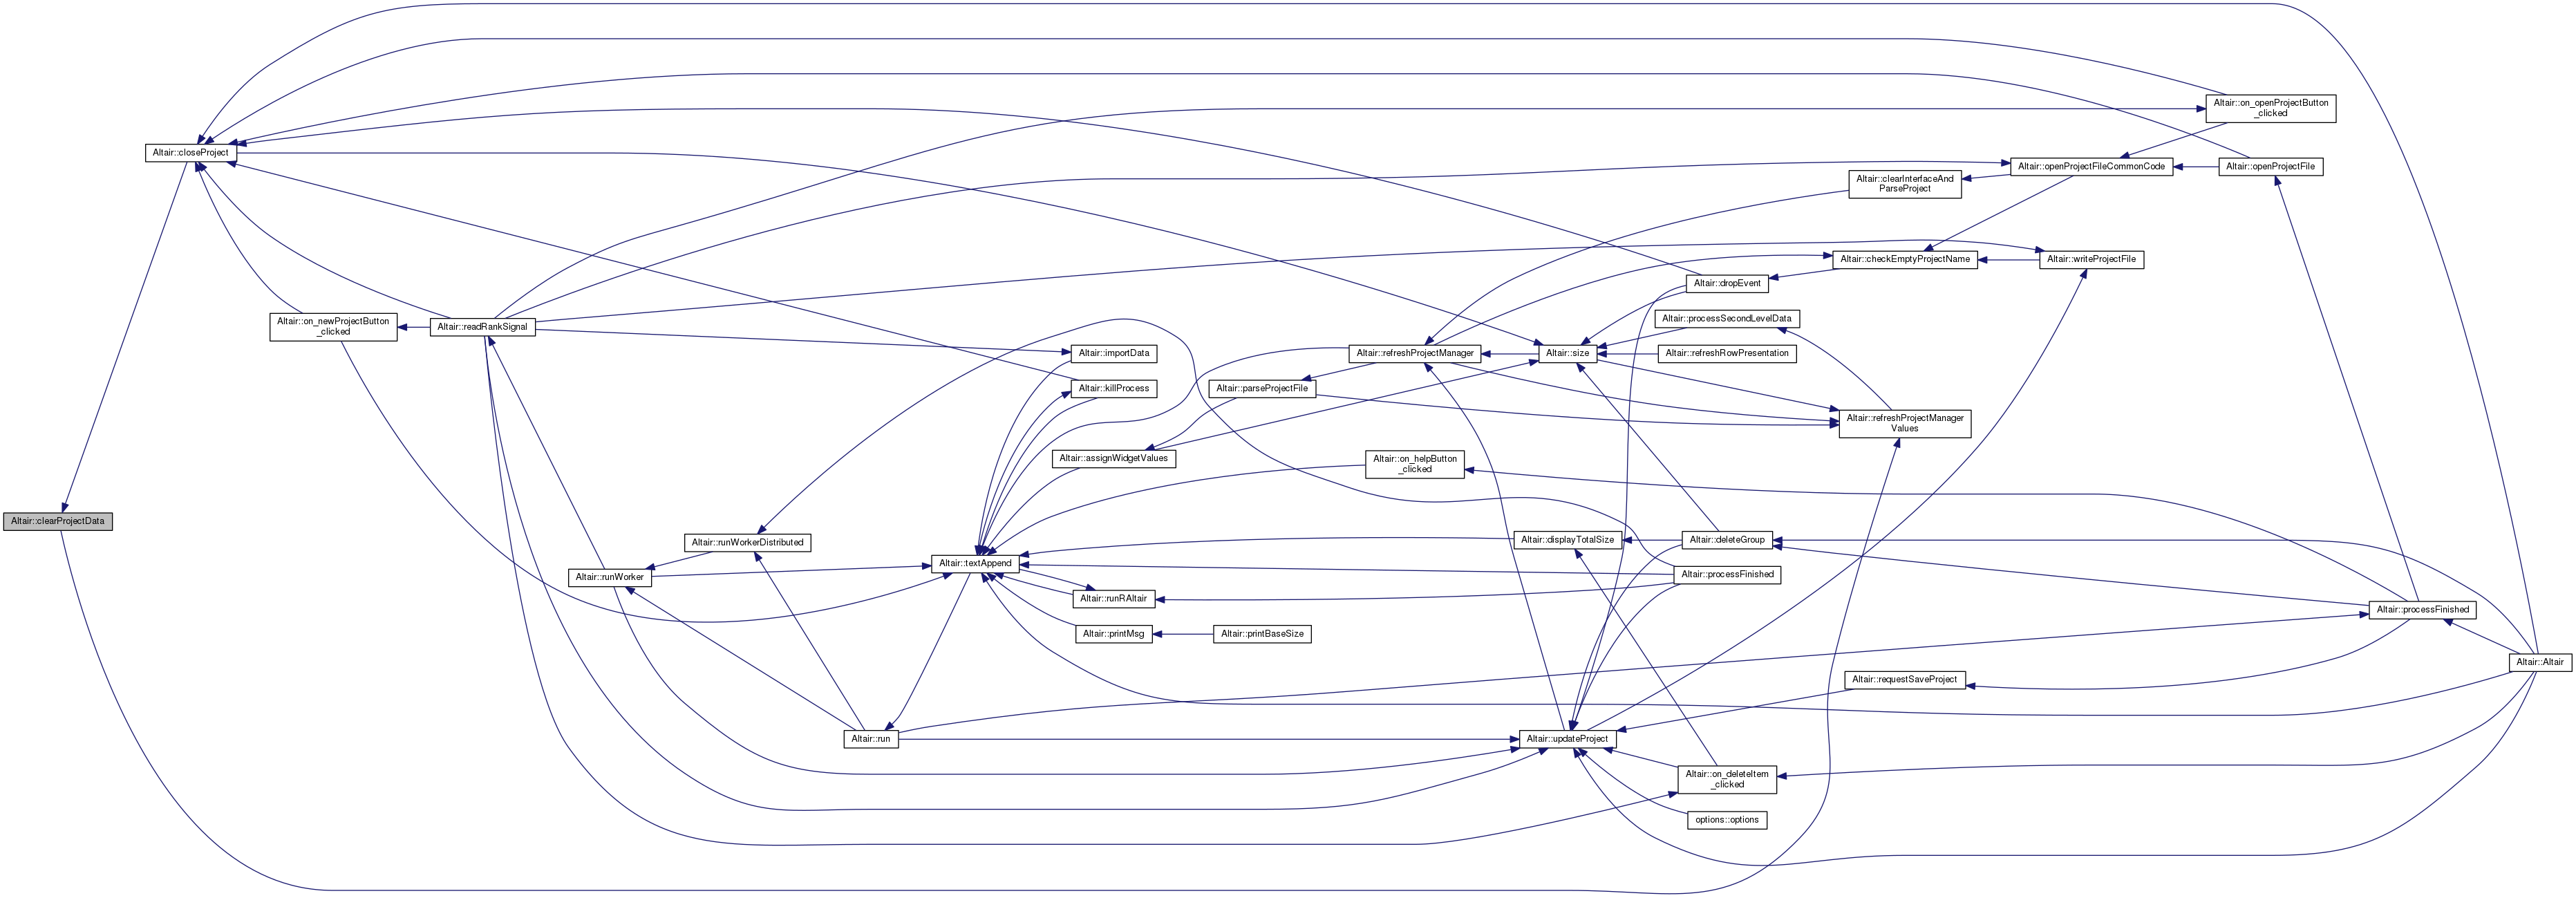 Altair::on_openProjectButton
_clicked
Altair::closeProject
Altair::openProjectFileCommonCode
Altair::openProjectFile
Altair::clearInterfaceAnd
ParseProject
Altair::checkEmptyProjectName
Altair::writeProjectFile
Altair::dropEvent
Altair::on_newProjectButton
_clicked
Altair::readRankSignal
Altair::processSecondLevelData
Altair::importData
Altair::refreshProjectManager
Altair::size
Altair::refreshRowPresentation
Altair::killProcess
Altair::parseProjectFile
Altair::refreshProjectManager
Values
Altair::assignWidgetValues
Altair::on_helpButton
_clicked
Altair::clearProjectData
Altair::runWorkerDistributed
Altair::displayTotalSize
Altair::deleteGroup
Altair::textAppend
Altair::runWorker
Altair::processFinished
Altair::runRAltair
Altair::processFinished
Altair::printMsg
Altair::printBaseSize
Altair::Altair
Altair::requestSaveProject
Altair::run
Altair::updateProject
Altair::on_deleteItem
_clicked
options::options